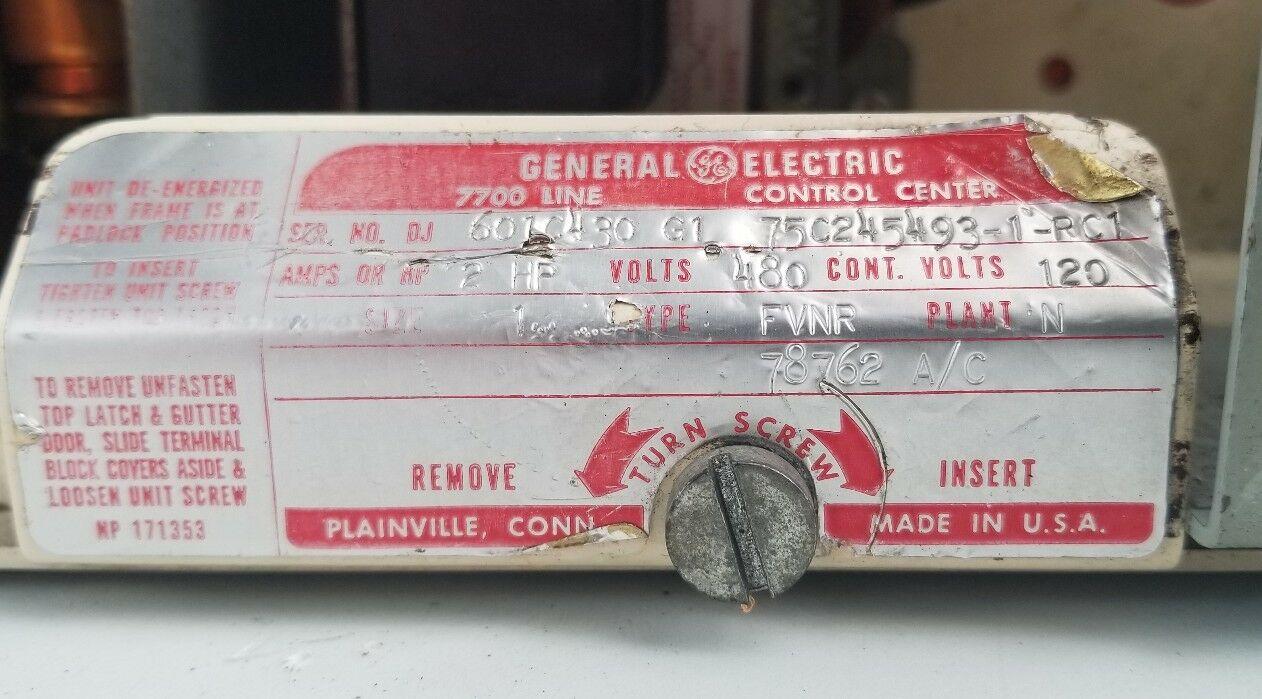 UNIT DE-ENERGIZED
WHEN FRAME IS AT
PADLOCK POSITION
TO INSERT
TIGHTEN UNIT SCREW
TO REMOVE UNFASTEN
TOP LATCH & GUTTER
DOOR, SLIDE TERMINAL
BLOCK COVERS ASIDE &
LOOSEN UNIT SCREW
NP 171353
GENERAL GE ELECTRIC
7700 LINE CONTROL CENTER
SER. NO. DJ 601C430 G1 75C245493-1-RC1
AMPS OR HP 2 HP VOLTS 480 CONT. VOLTS 120
SIZE 1 TYPE FVNR PLANT N
78762 A/C
TURN SCREW
REMOVE INSERT
PLAINVILLE, CONN. MADE IN U.S.A.